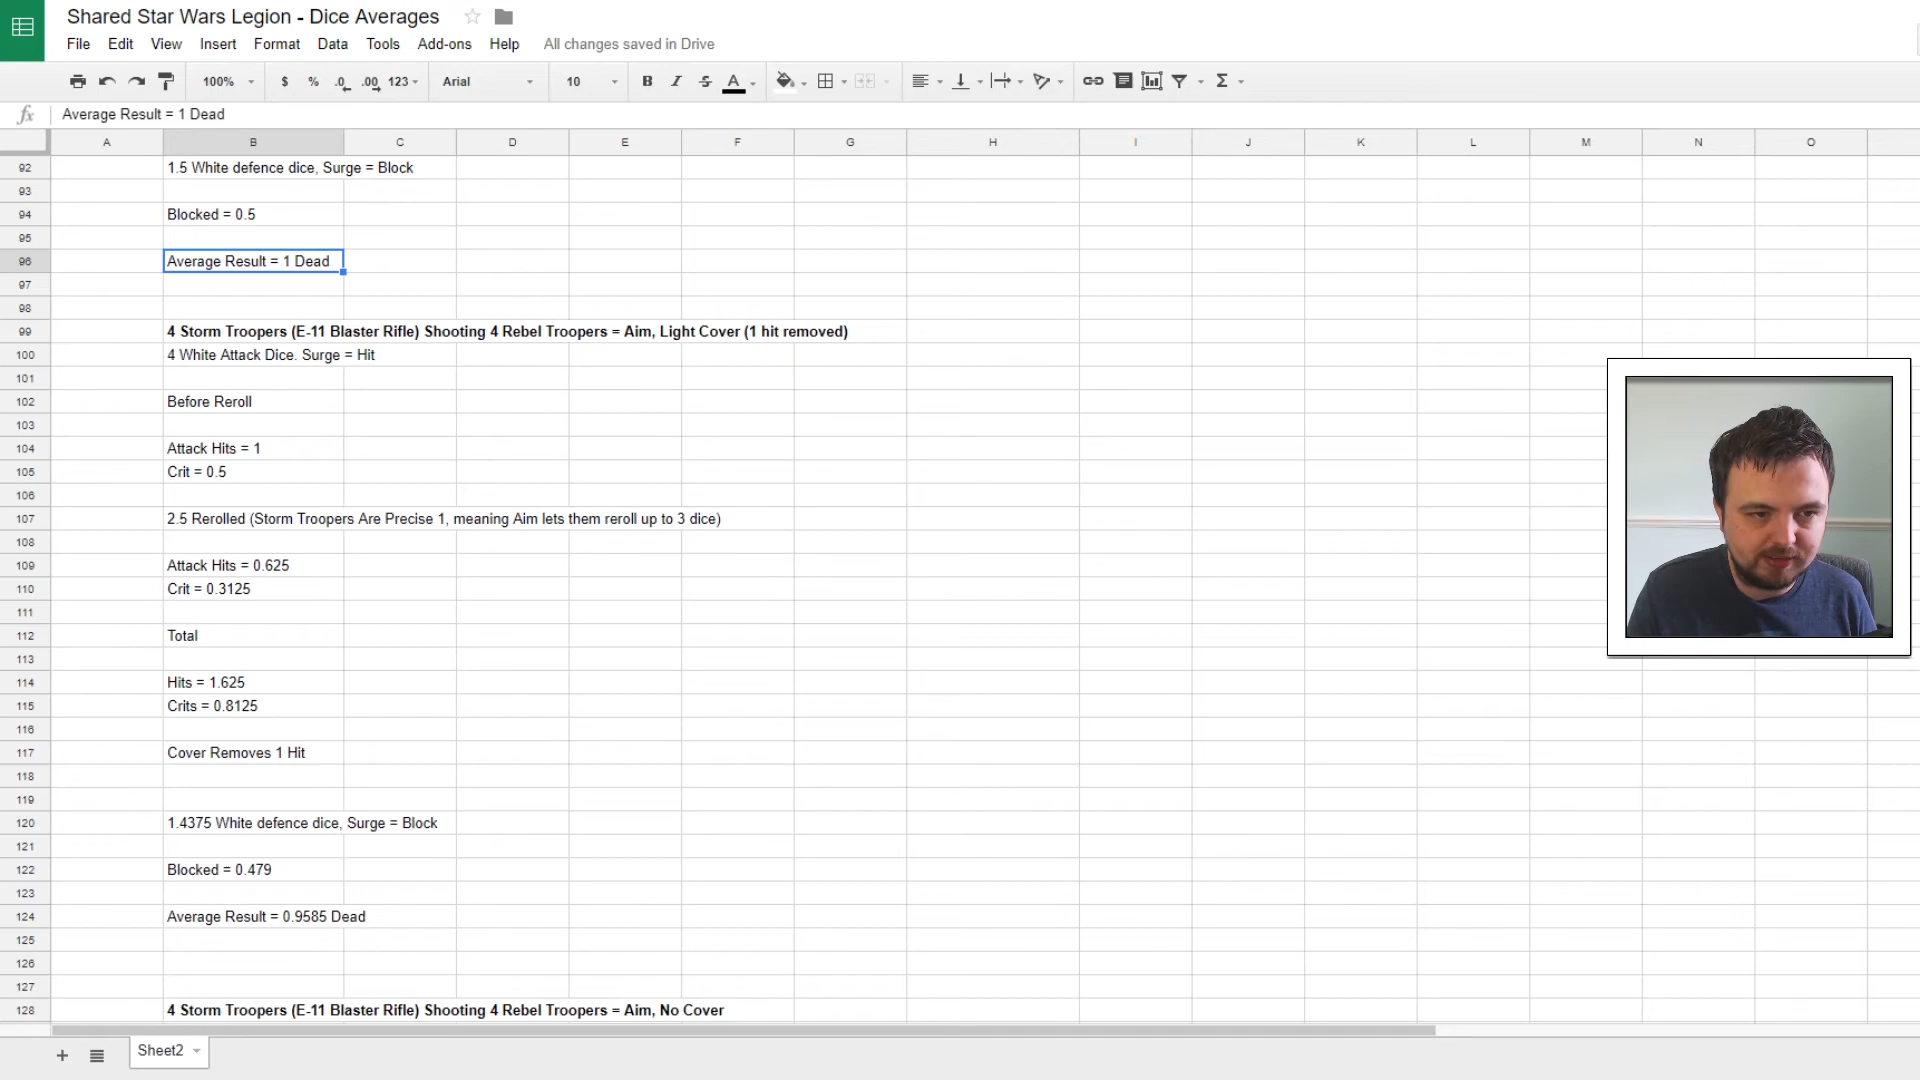 Shared Star Wars Legion - Dice Averages
File Edit View Insert Format Data Tools Add-ons Help All changes saved in Drive
100% $ % .0 .00 123 Arial 10 B I S A Σ
fx Average Result = 1 Dead
A B C D E F G H I J K L M N O
92 1.5 White defence dice, Surge = Block
93
94 Blocked = 0.5
95
96 Average Result = 1 Dead
97
98
99 4 Storm Troopers (E-11 Blaster Rifle) Shooting 4 Rebel Troopers = Aim, Light Cover (1 hit removed)
100 4 White Attack Dice. Surge = Hit
101
102 Before Reroll
103
104 Attack Hits = 1
105 Crit = 0.5
106
107 2.5 Rerolled (Storm Troopers Are Precise 1, meaning Aim lets them reroll up to 3 dice)
108
109 Attack Hits = 0.625
110 Crit = 0.3125
111
112 Total
113
114 Hits = 1.625
115 Crits = 0.8125
116
117 Cover Removes 1 Hit
118
119
120 1.4375 White defence dice, Surge = Block
121
122 Blocked = 0.479
123
124 Average Result = 0.9585 Dead
125
126
127
128 4 Storm Troopers (E-11 Blaster Rifle) Shooting 4 Rebel Troopers = Aim, No Cover
+ Sheet2